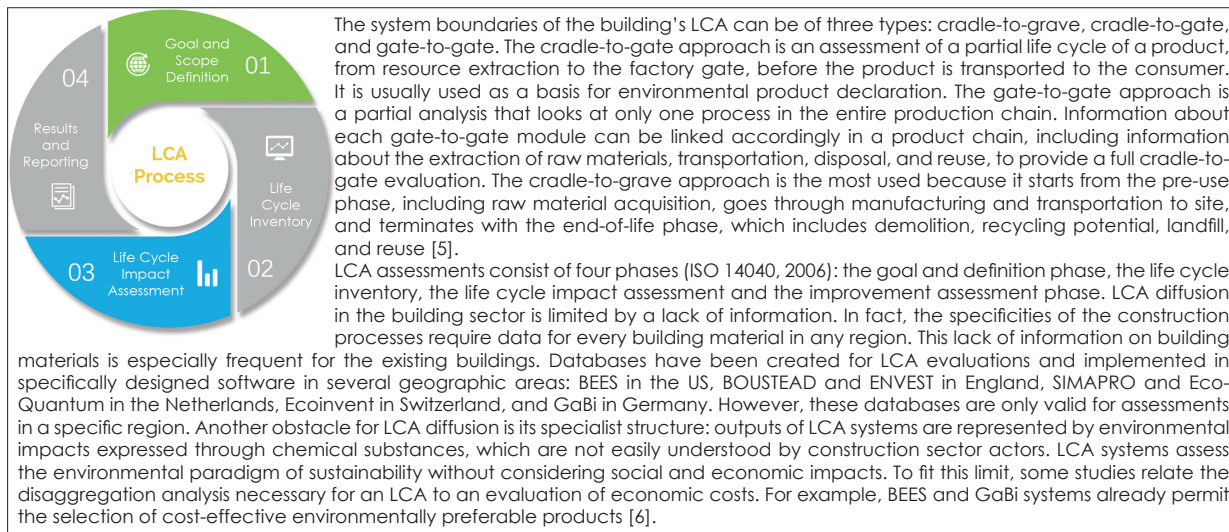 04
Goal and
Scope
Definition
01
Results
and
Reporting
LCA
Process
Life
Cycle
Inventory
03
Life Cycle
Impact
Assessment
02
The system boundaries of the building's LCA can be of three types: cradle-to-grave, cradle-to-gate,
and gate-to-gate. The cradle-to-gate approach is an assessment of a partial life cycle of a product,
from resource extraction to the factory gate, before the product is transported to the consumer.
It is usually used as a basis for environmental product declaration. The gate-to-gate approach is
a partial analysis that looks at only one process in the entire production chain. Information about
each gate-to-gate module can be linked accordingly in a product chain, including information
about the extraction of raw materials, transportation, disposal, and reuse, to provide a full cradle-to-
gate evaluation. The cradle-to-grave approach is the most used because it starts from the pre-use
phase, including raw material acquisition, goes through manufacturing and transportation to site,
and terminates with the end-of-life phase, which includes demolition, recycling potential, landfill,
and reuse [5].
LCA assessments consist of four phases (ISO 14040, 2006): the goal and definition phase, the life cycle
inventory, the life cycle impact assessment and the improvement assessment phase. LCA diffusion
in the building sector is limited by a lack of information. In fact, the specificities of the construction
processes require data for every building material in any region. This lack of information on building
materials is especially frequent for the existing buildings. Databases have been created for LCA evaluations and implemented in
specifically designed software in several geographic areas: BEES in the US, BOUSTEAD and ENVEST in England, SIMAPRO and Eco-
Quantum in the Netherlands, Ecoinvent in Switzerland, and GaBi in Germany. However, these databases are only valid for assessments
in a specific region. Another obstacle for LCA diffusion is its specialist structure: outputs of LCA systems are represented by environmental
impacts expressed through chemical substances, which are not easily understood by construction sector actors. LCA systems assess
the environmental paradigm of sustainability without considering social and economic impacts. To fit this limit, some studies relate the
disaggregation analysis necessary for an LCA to an evaluation of economic costs. For example, BEES and GaBi systems already permit
the selection of cost-effective environmentally preferable products [6].